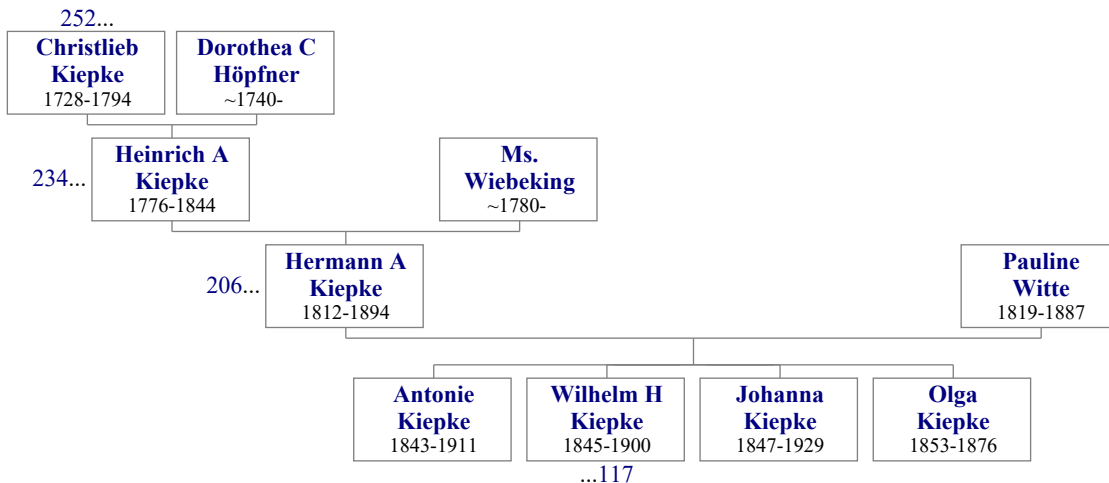 252...
Christlieb
Kiepke
1728-1794
Dorothea C
Höpfner
~1740-
234...
Heinrich A
Kiepke
1776-1844
Ms.
Wiebeking
~1780-
206...
Hermann A
Kiepke
1812-1894
Pauline
Witte
1819-1887
Antonie
Kiepke
1843-1911
Wilhelm H
Kiepke
1845-1900
Johanna
Kiepke
1847-1929
Olga
Kiepke
1853-1876
...117